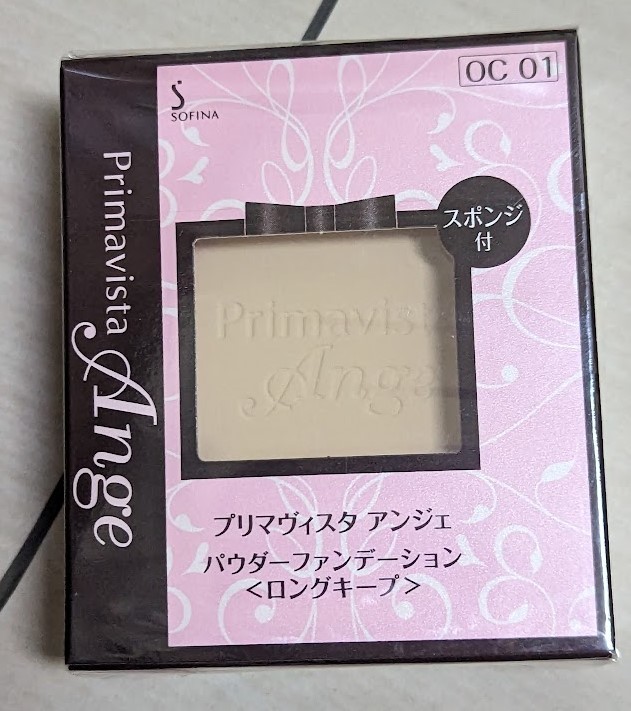 OC 01
SOFINA
Primavista
Ange
スポンジ
付
Primavista
Ange
プリマヴィスタ アンジェ
パウダーファンデーション
<ロングキープ>